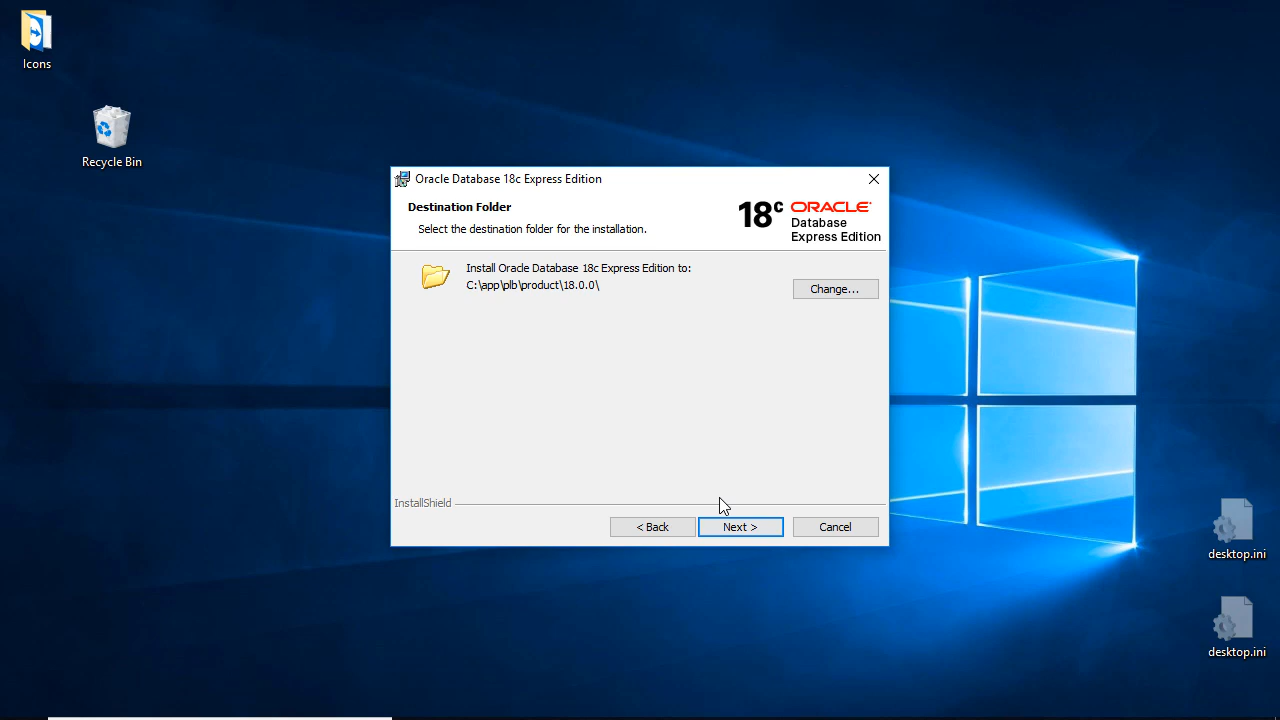 Icons
Recycle Bin
Oracle Database 18c Express Edition
Destination Folder
Select the destination folder for the installation.
18c ORACLE
Database
Express Edition
Install Oracle Database 18c Express Edition to:
C:\app\plb\product\18.0.0\
Change...
InstallShield
< Back
Next >
Cancel
desktop.ini
desktop.ini